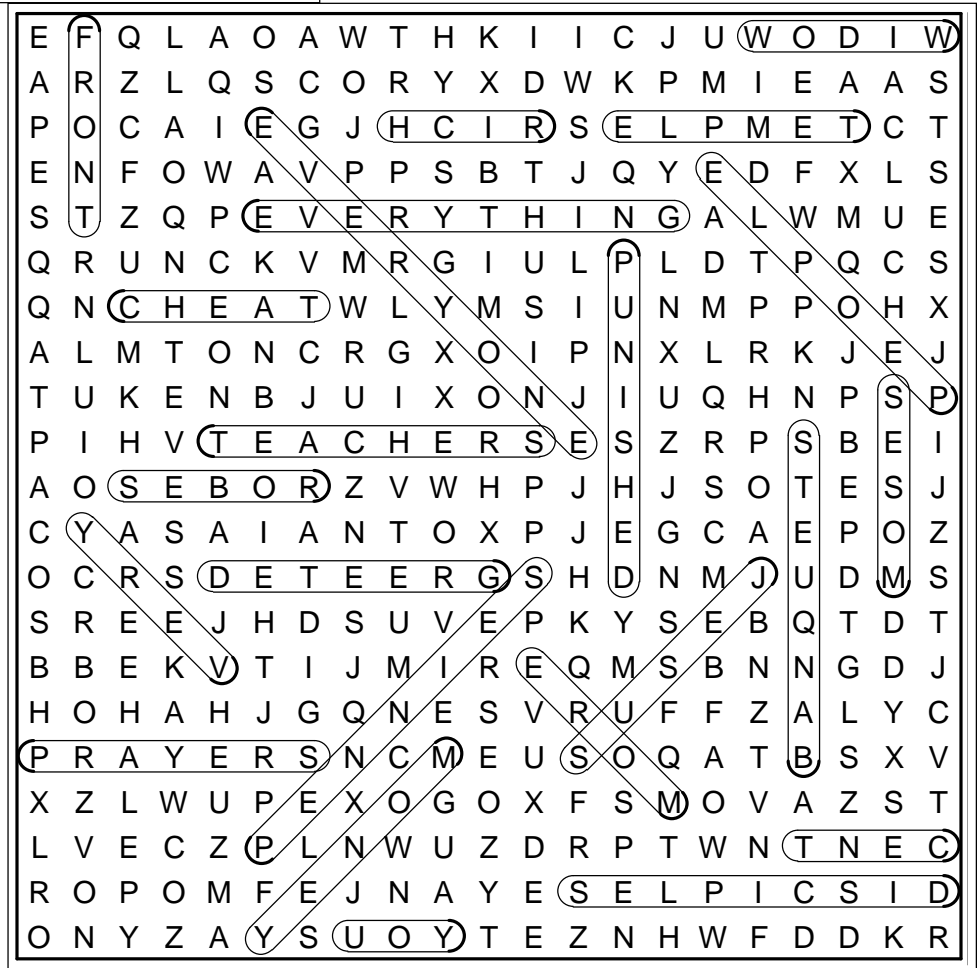 E F Q L A O A W T H K I I C J U W O D I W
A R Z L Q S C O R Y X D W K P M I E A A S
P O C A I E G J H C I R S E L P M E T C T
E N F O W A V P P S B T J Q Y E D F X L S
S T Z Q P E V E R Y T H I N G A L W M U E
Q R U N C K V M R G I U L P L D T P Q C S
Q N C H E A T W L Y M S I U N M P P O H X
A L M T O N C R G X O I P N X L R K J E J
T U K E N B J U I X O N J I U Q H N P S P
P I H V T E A C H E R S E S Z R P S B E I
A O S E B O R Z V W H P J H J S O T E S J
C Y A S A I A N T O X P J E G C A E P O Z
O C R S D E T E E R G S H D N M J U D M S
S R E E J H D S U V E P K Y S E B Q T D T
B B E K V T I J M I R E Q M S B N N G D J
H O H A H J G Q N E S V R U F F Z A L Y C
P R A Y E R S N C M E U S O Q A T B S X V
X Z L W U P E X O G O X F S M O V A Z S T
L V E C Z P L N W U Z D R P T W N T N E C
R O P O M F E J N A Y E S E L P I C S I D
O N Y Z A Y S U O Y T E Z N H W F D D K R